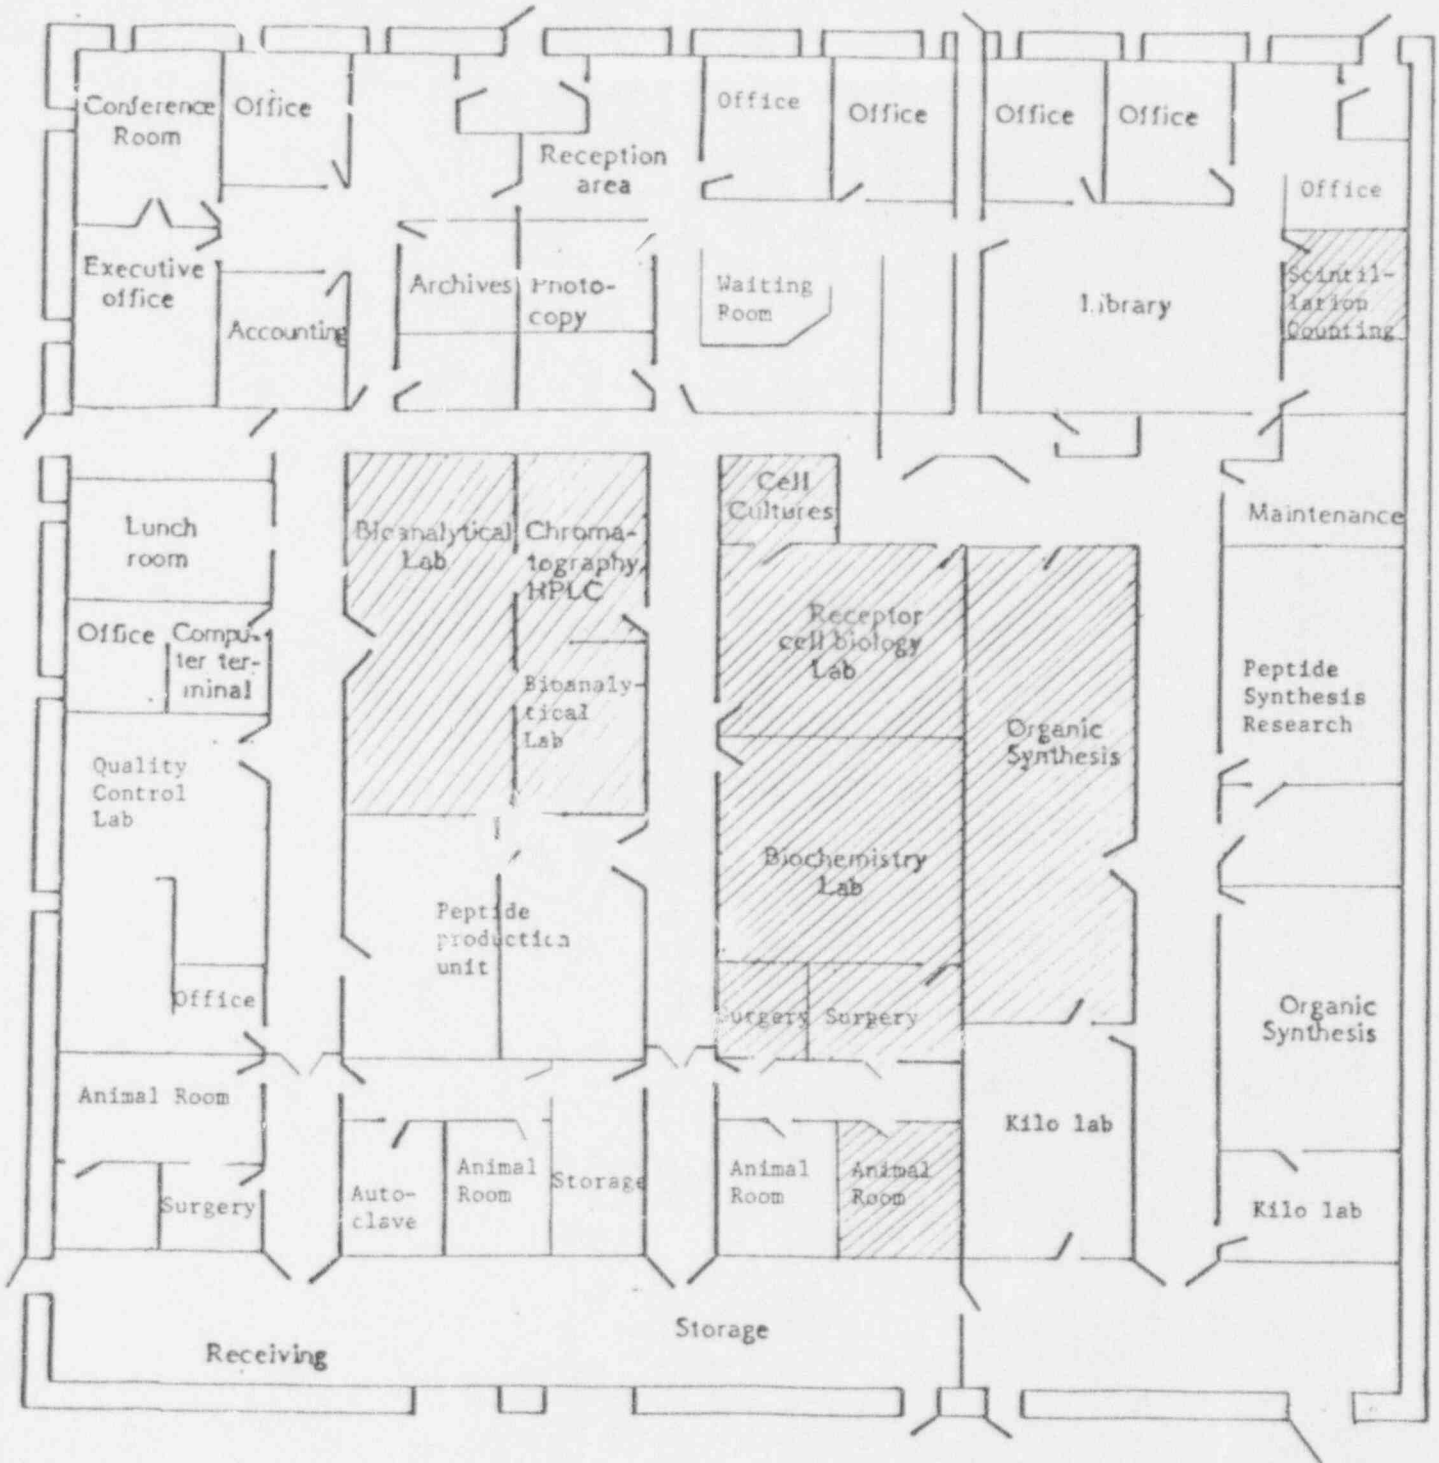 Conference
Room
Office
Office
Office
Office
Office
Reception
area
Office
Executive
office
Accounting
Archives
Photo-
copy
Waiting
Room
Library
Scintil-
lation
Counting
Lunch
room
Bioanalytical
Lab
Chroma-
tography,
HPLC
Cell
Cultures
Maintenance
Office
Compu-
ter ter-
minal
Receptor
cell biology
Lab
Bioanaly-
tical
Lab
Organic
Synthesis
Peptide
Synthesis
Research
Quality
Control
Lab
Biochemistry
Lab
Peptide
production
unit
Office
Surgery
Surgery
Organic
Synthesis
Animal Room
Kilo lab
Surgery
Auto-
clave
Animal
Room
Storage
Animal
Room
Animal
Room
Kilo lab
Receiving
Storage